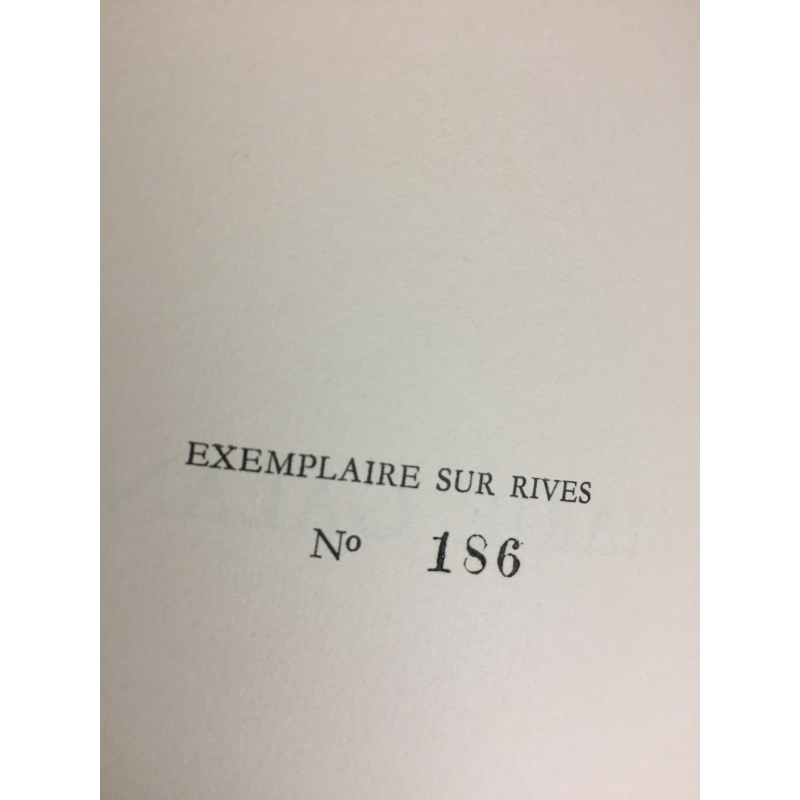 EXEMPLAIRE SUR RIVES
Nº 186